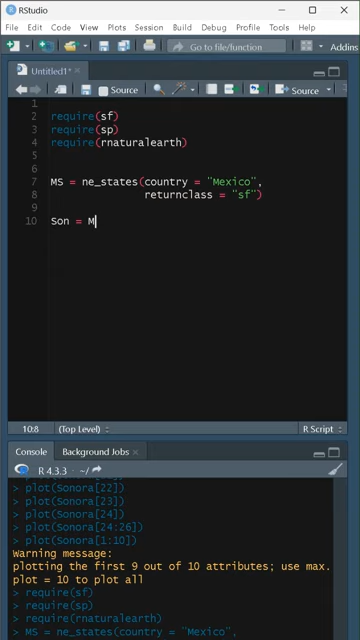 RStudio
File Edit Code View Plots Session Build Debug
Go to file/function
Addins
Untitled1*
Source on Save
Source
1
2 require(sf)
3 require(sp)
4 require(rnaturalearth)
5
6
7 MS = ne_states(country = "Mexico",
8 returnclass = "sf")
9
10 Son = M
10:8 (Top Level) R Script
Console Background Jobs
R 4.3.3 · ~/
> plot(Sonora[22])
> plot(Sonora[23])
> plot(Sonora[24])
> plot(Sonora[24:26])
> plot(Sonora[1:10])
Warning message:
plotting the first 9 out of 10 attributes; use max.
plot = 10 to plot all
> require(sf)
> require(sp)
> require(rnaturalearth)
> MS = ne_states(country = "Mexico",